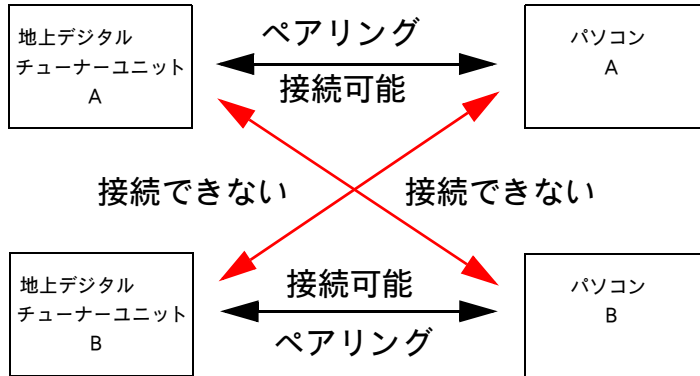 地上デジタル
チューナーユニット
A
ペアリング
接続可能
パソコン
A
接続できない
接続できない
地上デジタル
チューナーユニット
B
接続可能
ペアリング
パソコン
B